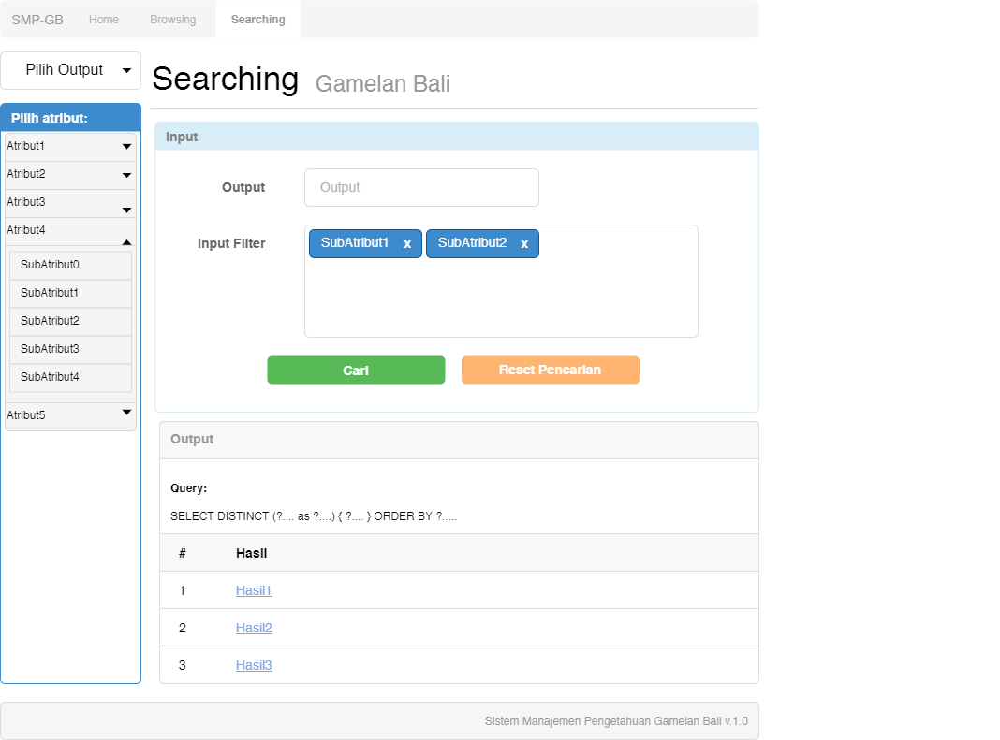 SMP-GB Home Browsing Searching
Pilih Output
Searching Gamelan Bali
Pilih atribut:
Atribut1
Atribut2
Atribut3
Atribut4
SubAtribut0
SubAtribut1
SubAtribut2
SubAtribut3
SubAtribut4
Atribut5
Input
Output Output
Input Filter SubAtribut1 x SubAtribut2 x
Cari Reset Pencarian
Output
Query:
SELECT DISTINCT (?.... as ?....) { ?.... } ORDER BY ?.....
# Hasil
1 Hasil1
2 Hasil2
3 Hasil3
Sistem Manajemen Pengetahuan Gamelan Bali v.1.0